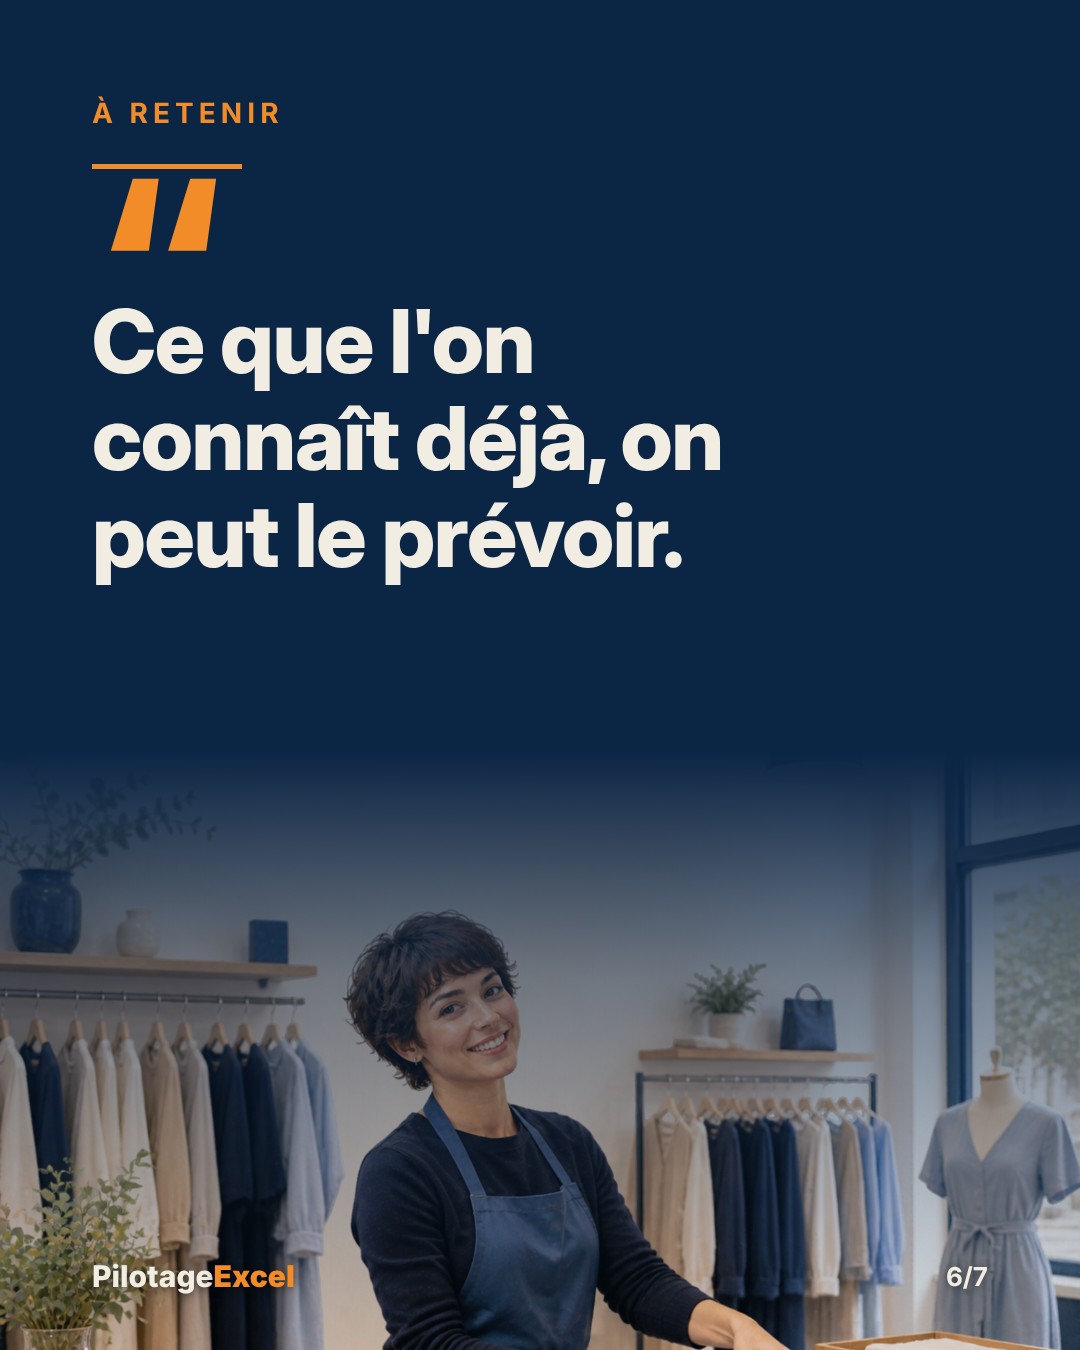 À RETENIR
"
Ce que l'on
connaît déjà, on
peut le prévoir.
PilotageExcel
6/7